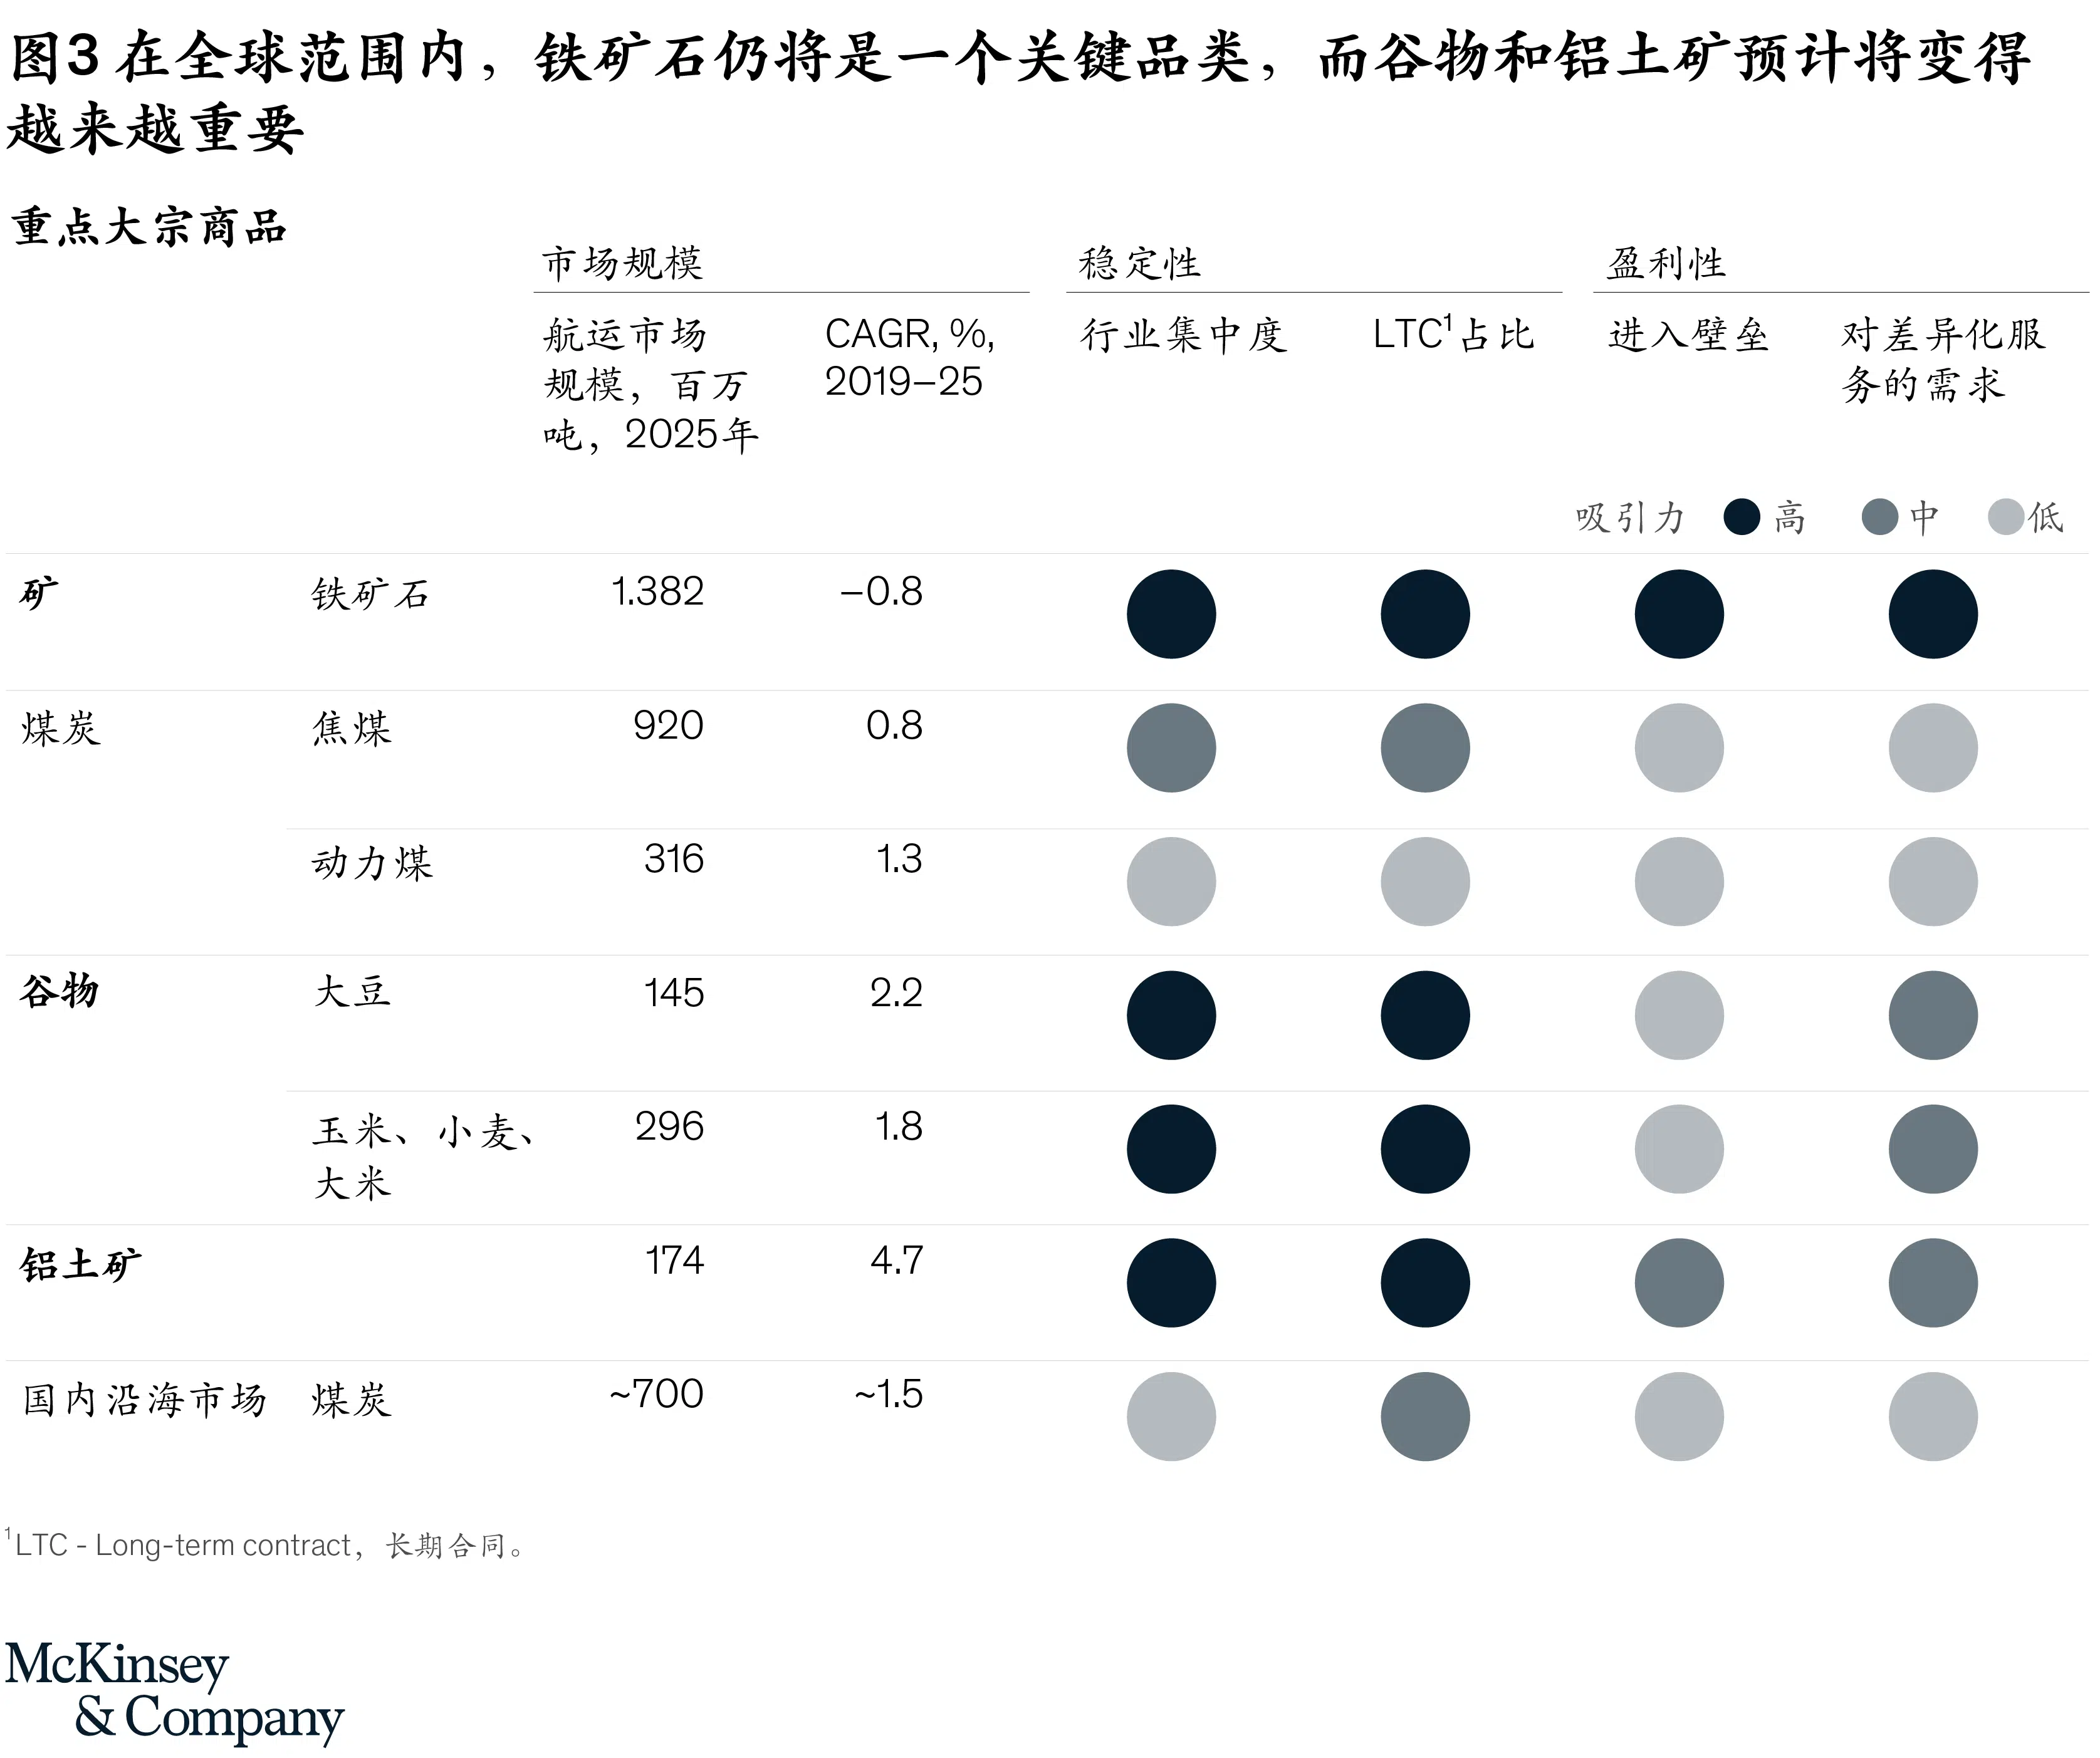 图3 在全球范围内，铁矿石仍将是一个关键品类，而谷物和铝土矿预计将变得
越来越重要
重点大宗商品
市场规模 稳定性 盈利性
航运市场
规模，百万
吨，2025年
CAGR, %,
2019–25
行业集中度
LTC¹占比
进入壁垒
对差异化服
务的需求
吸引力 高 中 低
矿 铁矿石 1.382 –0.8
煤炭 焦煤 920 0.8
动力煤 316 1.3
谷物 大豆 145 2.2
玉米、小麦、
大米
296 1.8
铝土矿 174 4.7
国内沿海市场 煤炭 ~700 ~1.5
¹LTC - Long-term contract，长期合同。
McKinsey
& Company